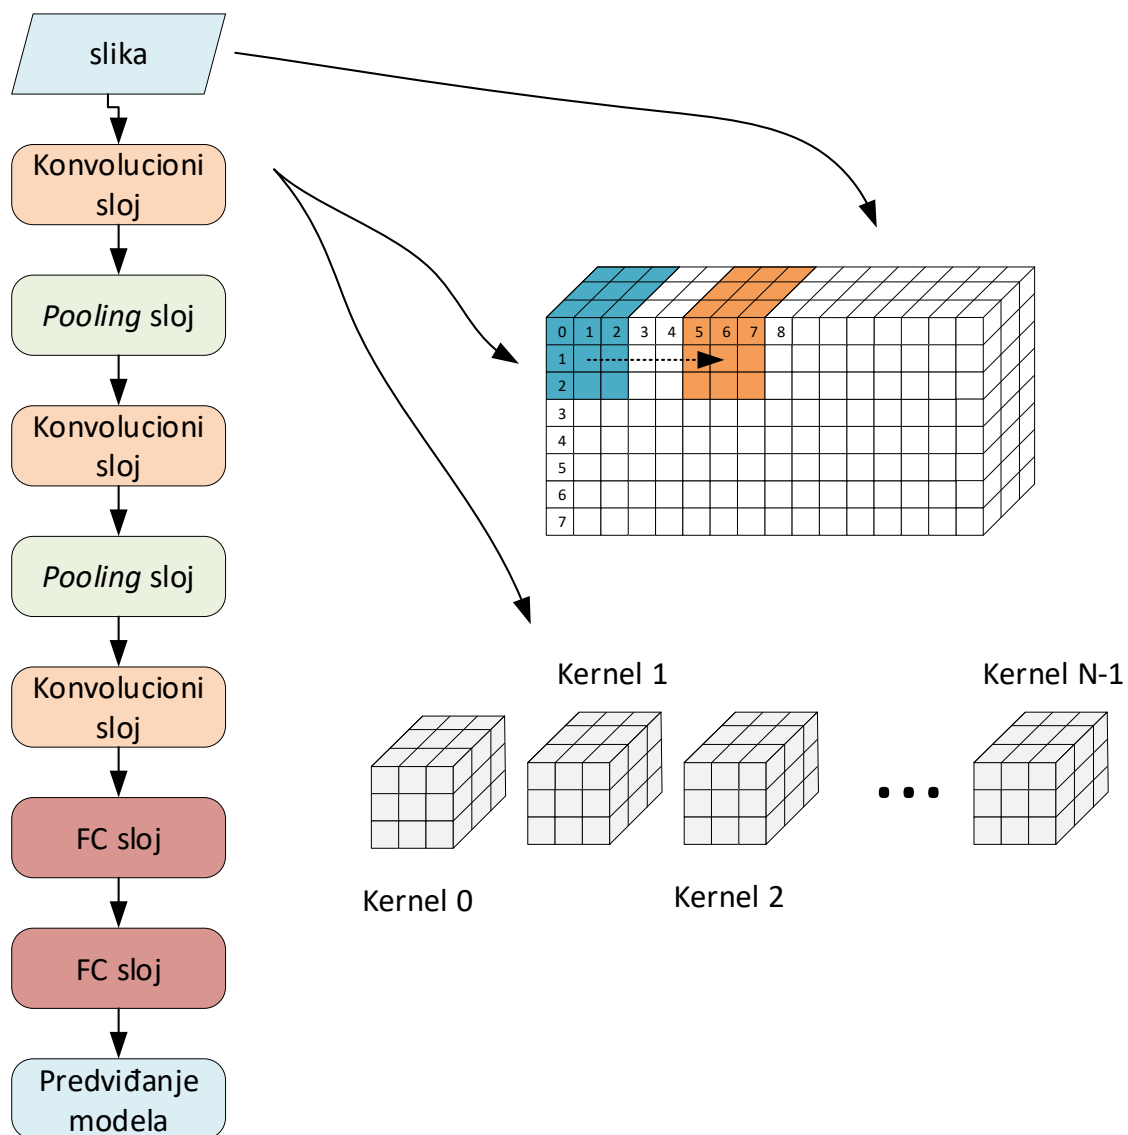 slika
Konvolucioni
sloj
Pooling sloj
Konvolucioni
sloj
Pooling sloj
Konvolucioni
sloj
FC sloj
FC sloj
Predviđanje
modela
0 1 2 3 4 5 6 7 8
1
2
3
4
5
6
7
Kernel 1
Kernel N-1
...
Kernel 0
Kernel 2